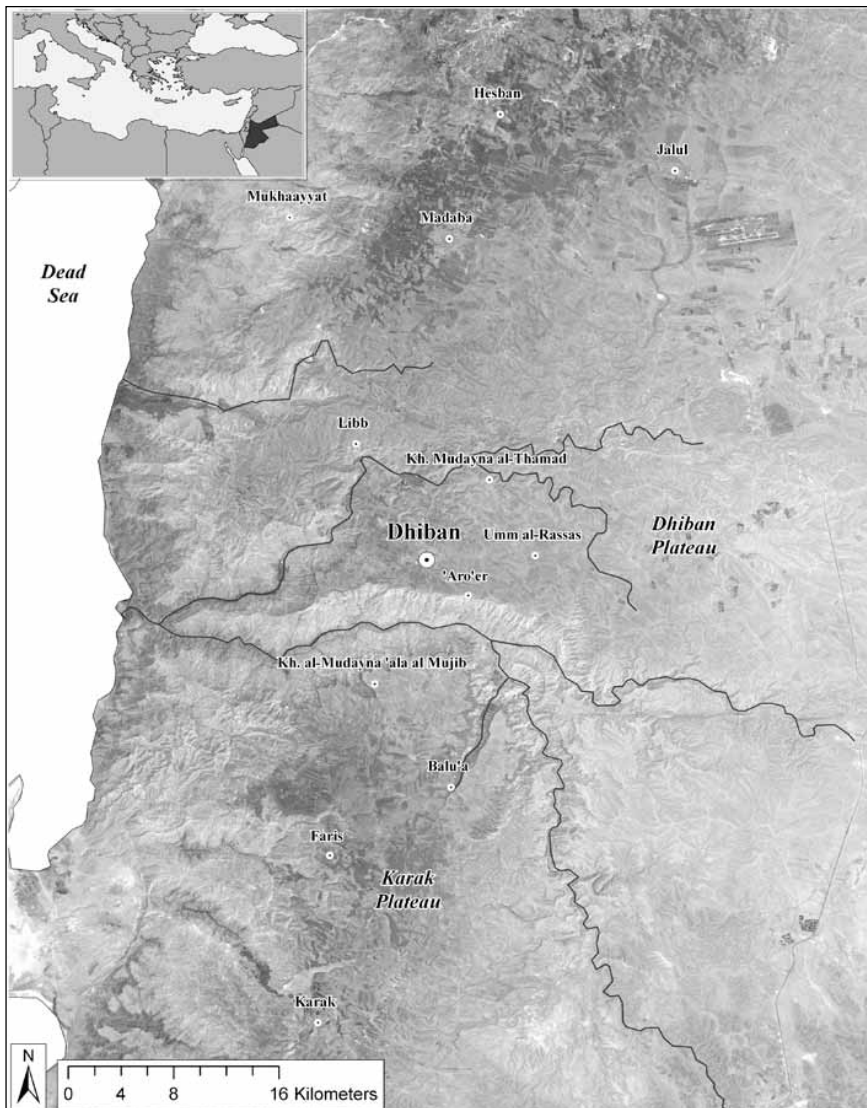 Hesban
Jalul
Mukhaayyat
Madaba
Dead
Sea
Libb
Kh. Mudayna al-Thamad
Dhiban
Umm al-Rassas
Dhiban
Plateau
'Aro'er
Kh. al-Mudayna 'ala al Mujib
Balu'a
Faris
Karak
Plateau
Karak
N
0 4 8 16 Kilometers